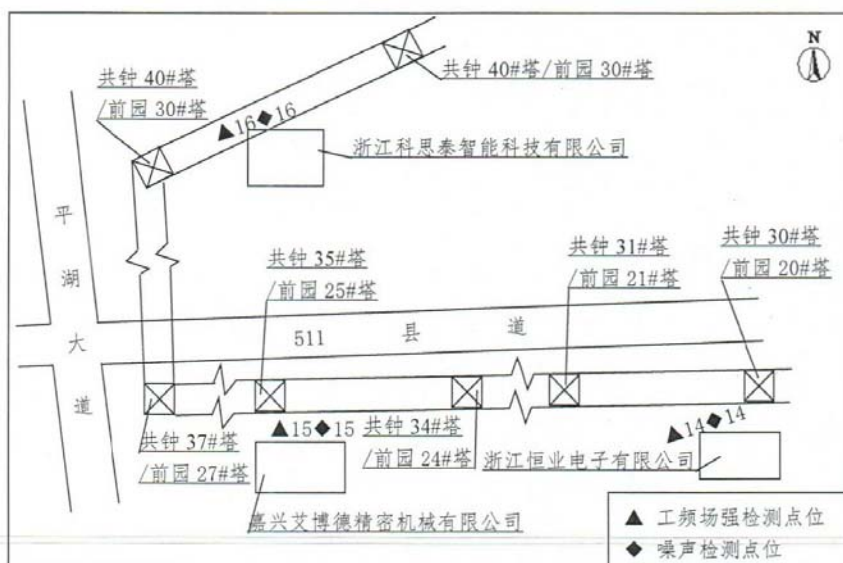 N
共钟 40#塔
/前园 30#塔
共钟 40#塔/前园 30#塔
▲16◆16
浙江科思泰智能科技有限公司
平湖大道
共钟 35#塔
/前园 25#塔
共钟 31#塔
/前园 21#塔
共钟 30#塔
/前园 20#塔
511 县道
共钟 37#塔
/前园 27#塔
▲15◆15
共钟 34#塔
/前园 24#塔
▲14◆14
浙江恒业电子有限公司
嘉兴艾博德精密机械有限公司
▲ 工频场强检测点位
◆ 噪声检测点位